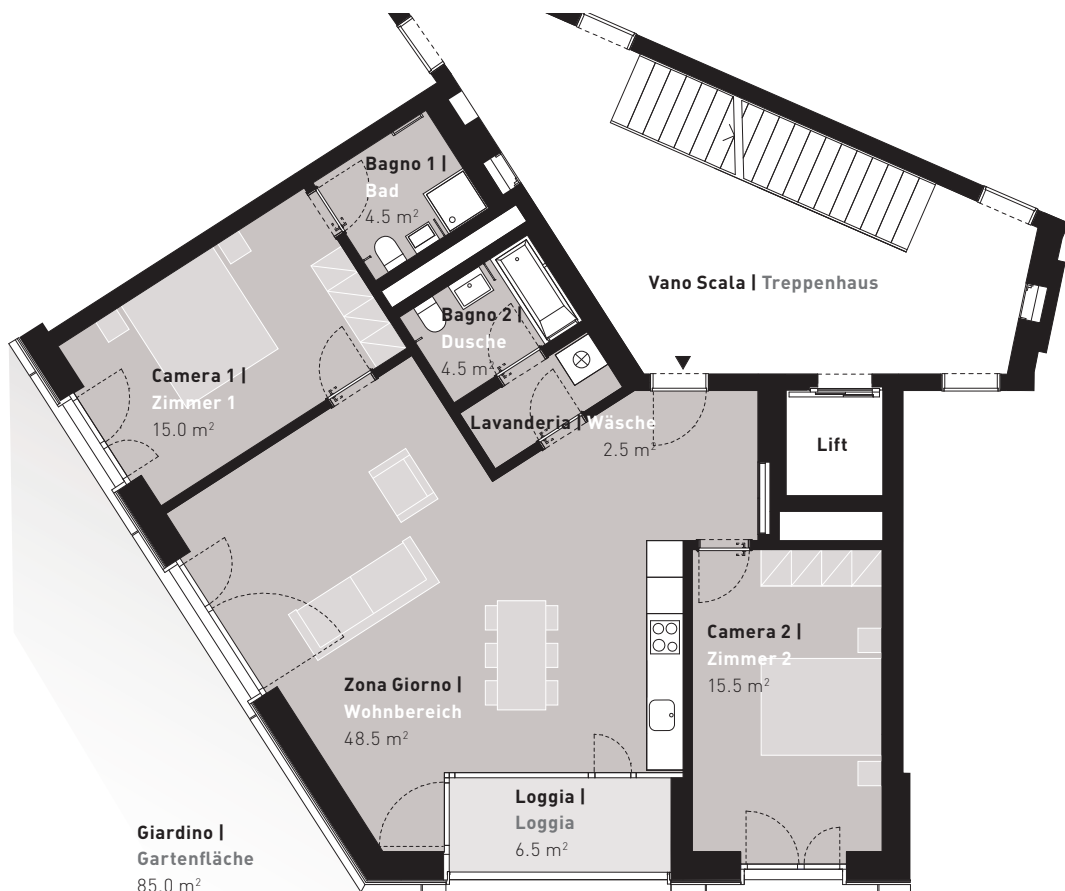 Bagno 1 |
Bad
4.5 m²
Vano Scala | Treppenhaus
Bagno 2 |
Dusche
4.5 m²
Camera 1 |
Zimmer 1
15.0 m²
Lavanderia | Wäsche
2.5 m²
Lift
Camera 2 |
Zimmer 2
15.5 m²
Zona Giorno |
Wohnbereich
48.5 m²
Loggia |
Loggia
6.5 m²
Giardino |
Gartenfläche
85.0 m²